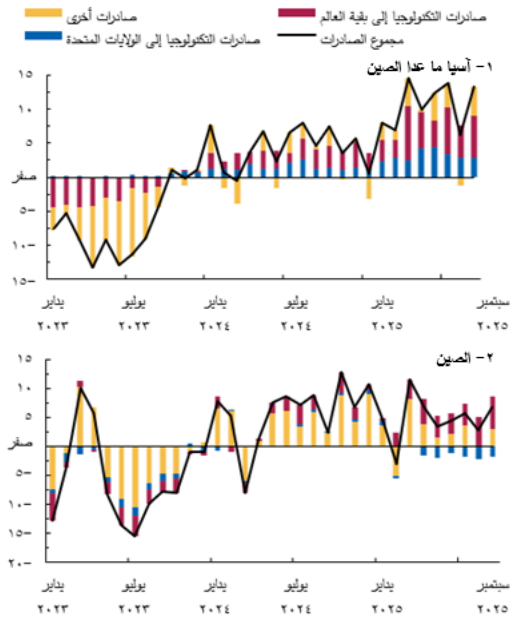 صادرات أخرى
صادرات التكنولوجيا إلى بقية العالم
صادرات التكنولوجيا إلى الولايات المتحدة
مجموع الصادرات
١- آسيا ما عدا الصين
١٥
١٠
٥
صفر
٥−
١٠−
١٥−
يناير يوليو يناير يوليو يناير سبتمبر
٢٠٢٣ ٢٠٢٣ ٢٠٢٤ ٢٠٢٤ ٢٠٢٥ ٢٠٢٥
٢- الصين
١٥
١٠
٥
صفر
٥−
١٠−
١٥−
٢٠−
يناير يوليو يناير يوليو يناير سبتمبر
٢٠٢٣ ٢٠٢٣ ٢٠٢٤ ٢٠٢٤ ٢٠٢٥ ٢٠٢٥